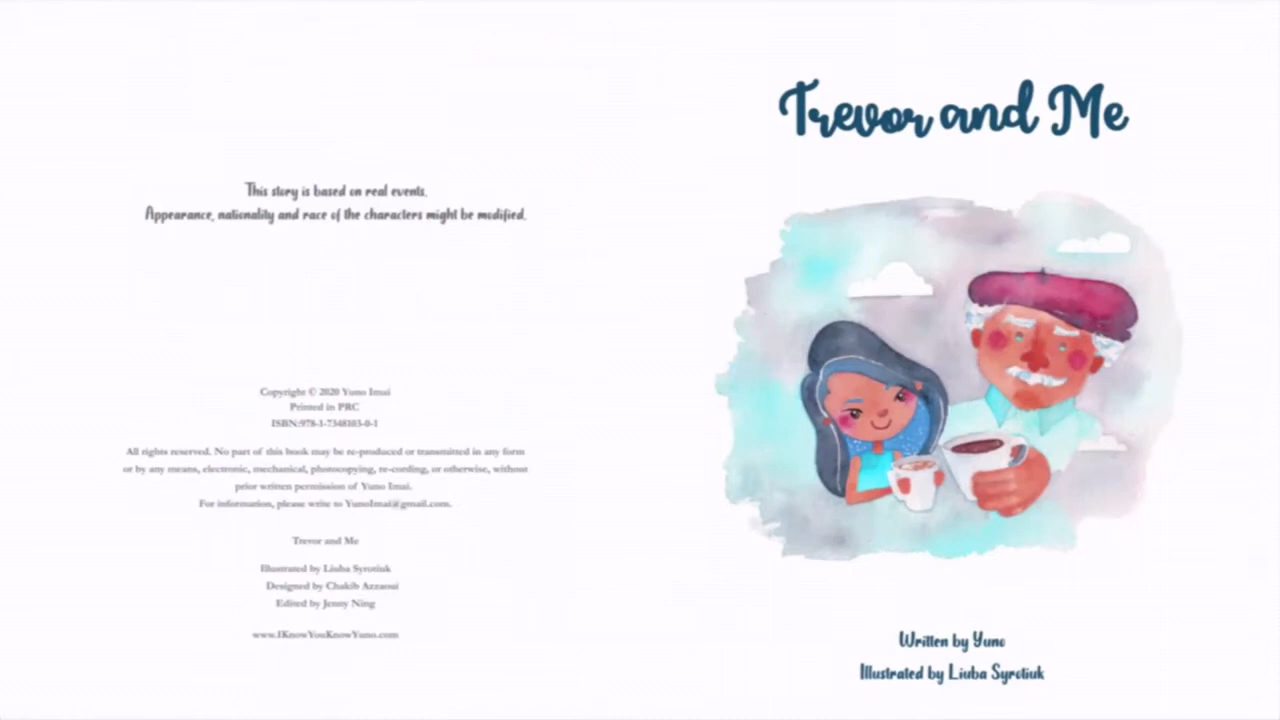 This story is based on real events.
Appearance, nationality and race of the characters might be modified.
Copyright © 2020 Yuno Imai
Printed in PRC
ISBN:978-1-7348103-0-1
All rights reserved. No part of this book may be re-produced or transmitted in any form
or by any means, electronic, mechanical, photocopying, re-cording, or otherwise, without
prior written permission of Yuno Imai.
For information, please write to YunoImai@gmail.com.
Trevor and Me
Illustrated by Liuba Syrotiuk
Designed by Chakib Azzaoui
Edited by Jenny Ning
www.IKnowYouKnowYuno.com
Trevor and Me
Written by Yuno
Illustrated by Liuba Syrotiuk